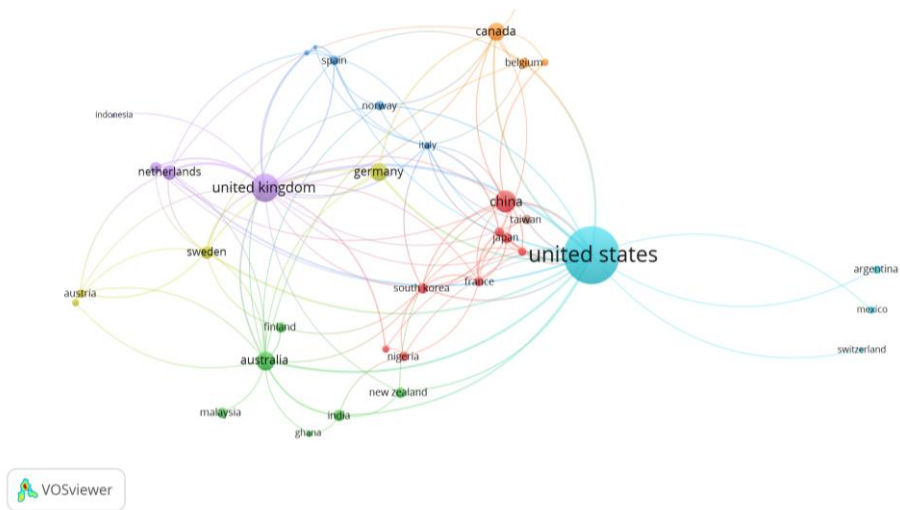 canada
spain
belgium
norway
indonesia
italy
netherlands
germany
united kingdom
china
taiwan
japan
sweden
united states
argentina
south korea
france
austria
mexico
finland
switzerland
nigeria
australia
new zealand
malaysia
india
ghana
VOSviewer